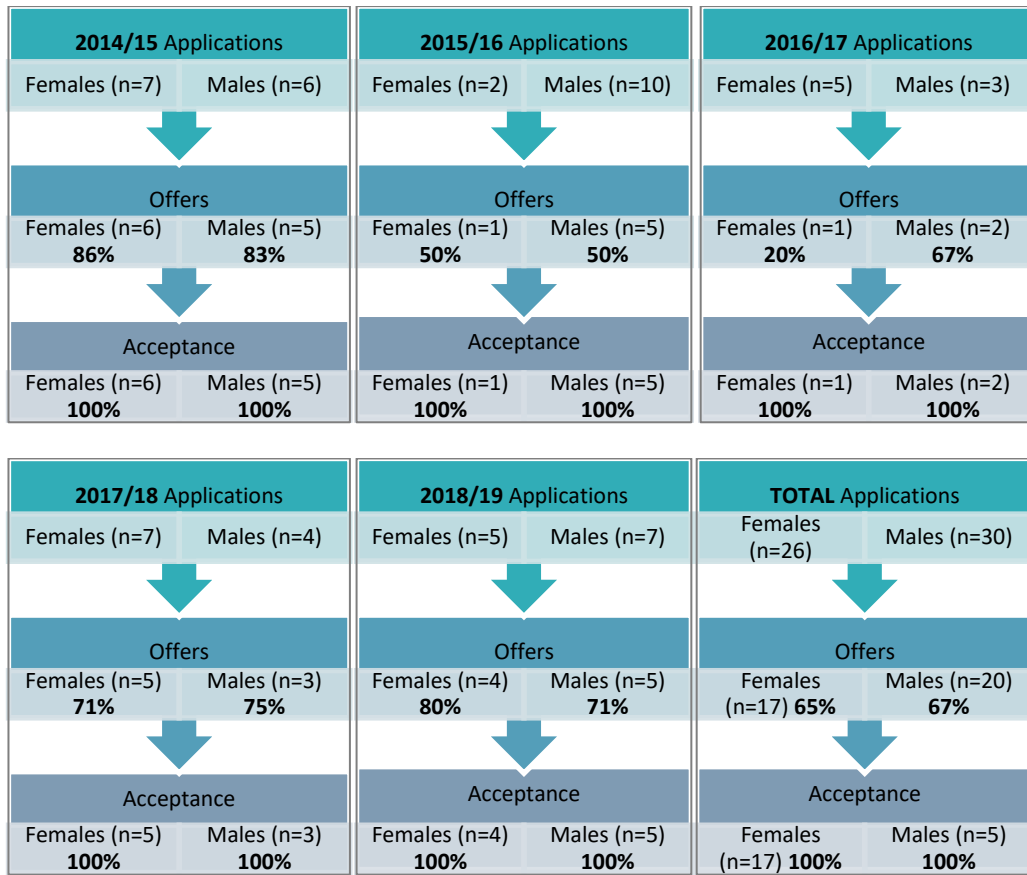 2014/15 Applications
Females (n=7) Males (n=6)
Offers
Females (n=6) Males (n=5)
86% 83%
Acceptance
Females (n=6) Males (n=5)
100% 100%
2015/16 Applications
Females (n=2) Males (n=10)
Offers
Females (n=1) Males (n=5)
50% 50%
Acceptance
Females (n=1) Males (n=5)
100% 100%
2016/17 Applications
Females (n=5) Males (n=3)
Offers
Females (n=1) Males (n=2)
20% 67%
Acceptance
Females (n=1) Males (n=2)
100% 100%
2017/18 Applications
Females (n=7) Males (n=4)
Offers
Females (n=5) Males (n=3)
71% 75%
Acceptance
Females (n=5) Males (n=3)
100% 100%
2018/19 Applications
Females (n=5) Males (n=7)
Offers
Females (n=4) Males (n=5)
80% 71%
Acceptance
Females (n=4) Males (n=5)
100% 100%
TOTAL Applications
Females
(n=26)
Males (n=30)
Offers
Females
(n=17) 65%
Males (n=20)
67%
Acceptance
Females
(n=17) 100%
Males (n=5)
100%